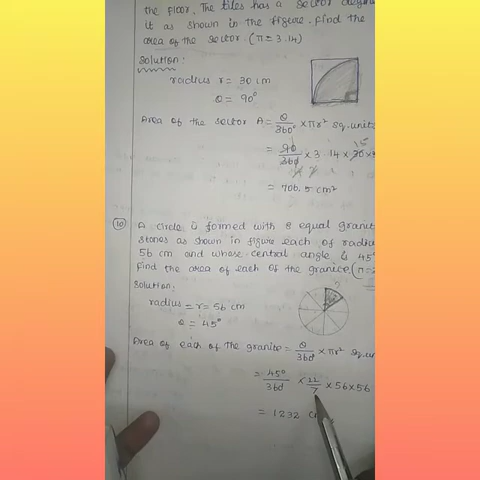 the floor. The tiles has a sector design
it as shown in the figure. Find the
area of the sector. (π = 3.14)
Solution:
radius r = 30 cm
θ = 90°
Area of the sector A = θ/360° × πr² sq.units
= 90/360 × 3.14 × 30 ×
15
= 706.5 cm²
10 A circle is formed with 8 equal granite
stones as shown in figure each of radius
56 cm and whose central angle is 45°
Find the area of each of the granite (π =
Solution:
radius = r = 56 cm
θ = 45°
Area of each of the granite = θ/360 × πr² sq.un
= 45°/360 × 22/7 × 56 × 56
= 1232